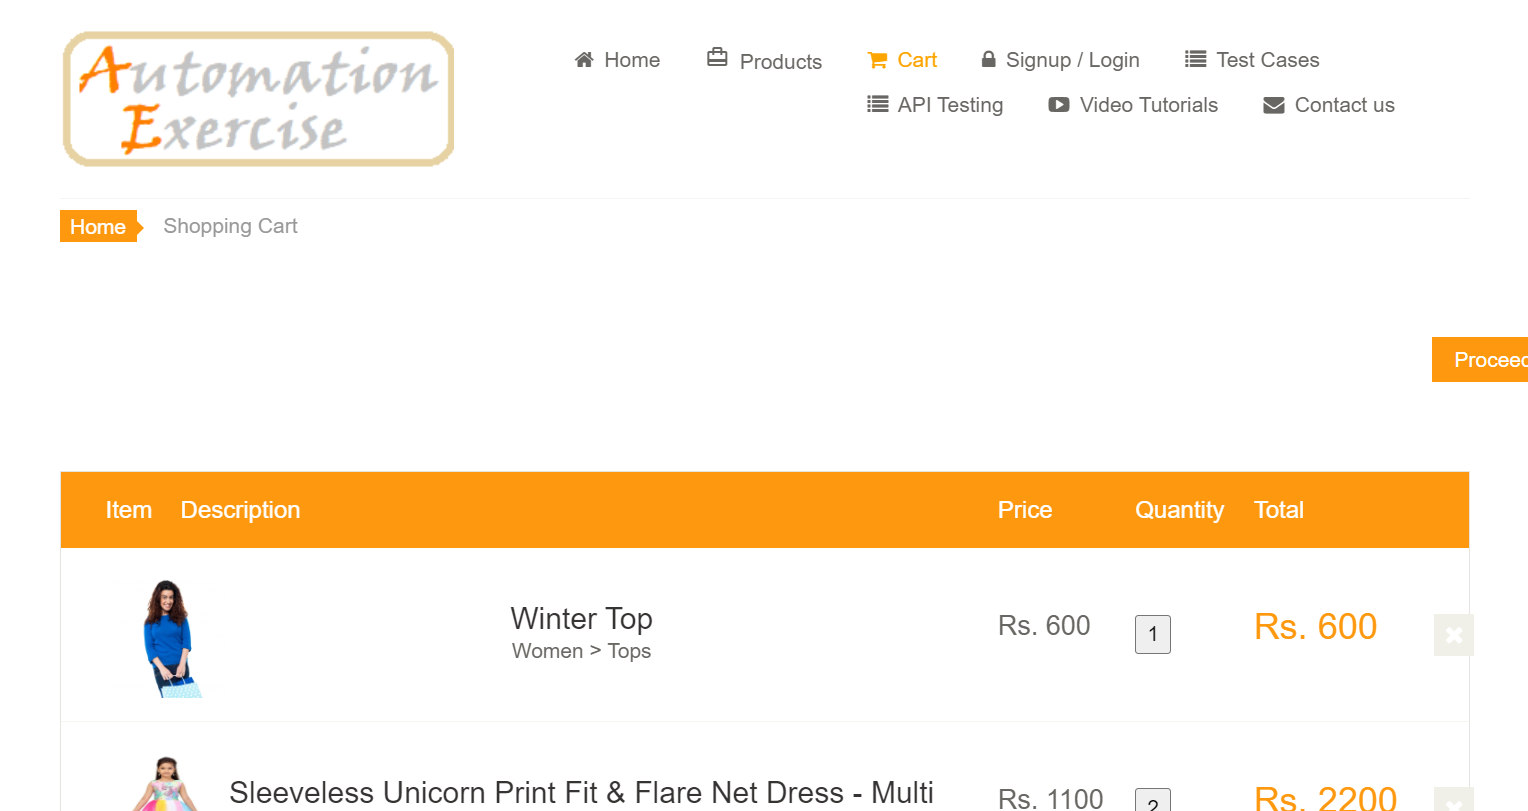 Automation
Exercise
Home Products Cart Signup / Login Test Cases
API Testing Video Tutorials Contact us
Home Shopping Cart
Item Description Price Quantity Total
Winter Top
Women > Tops
Rs. 600 1 Rs. 600
Sleeveless Unicorn Print Fit & Flare Net Dress - Multi
Rs. 1100 2 Rs. 2200